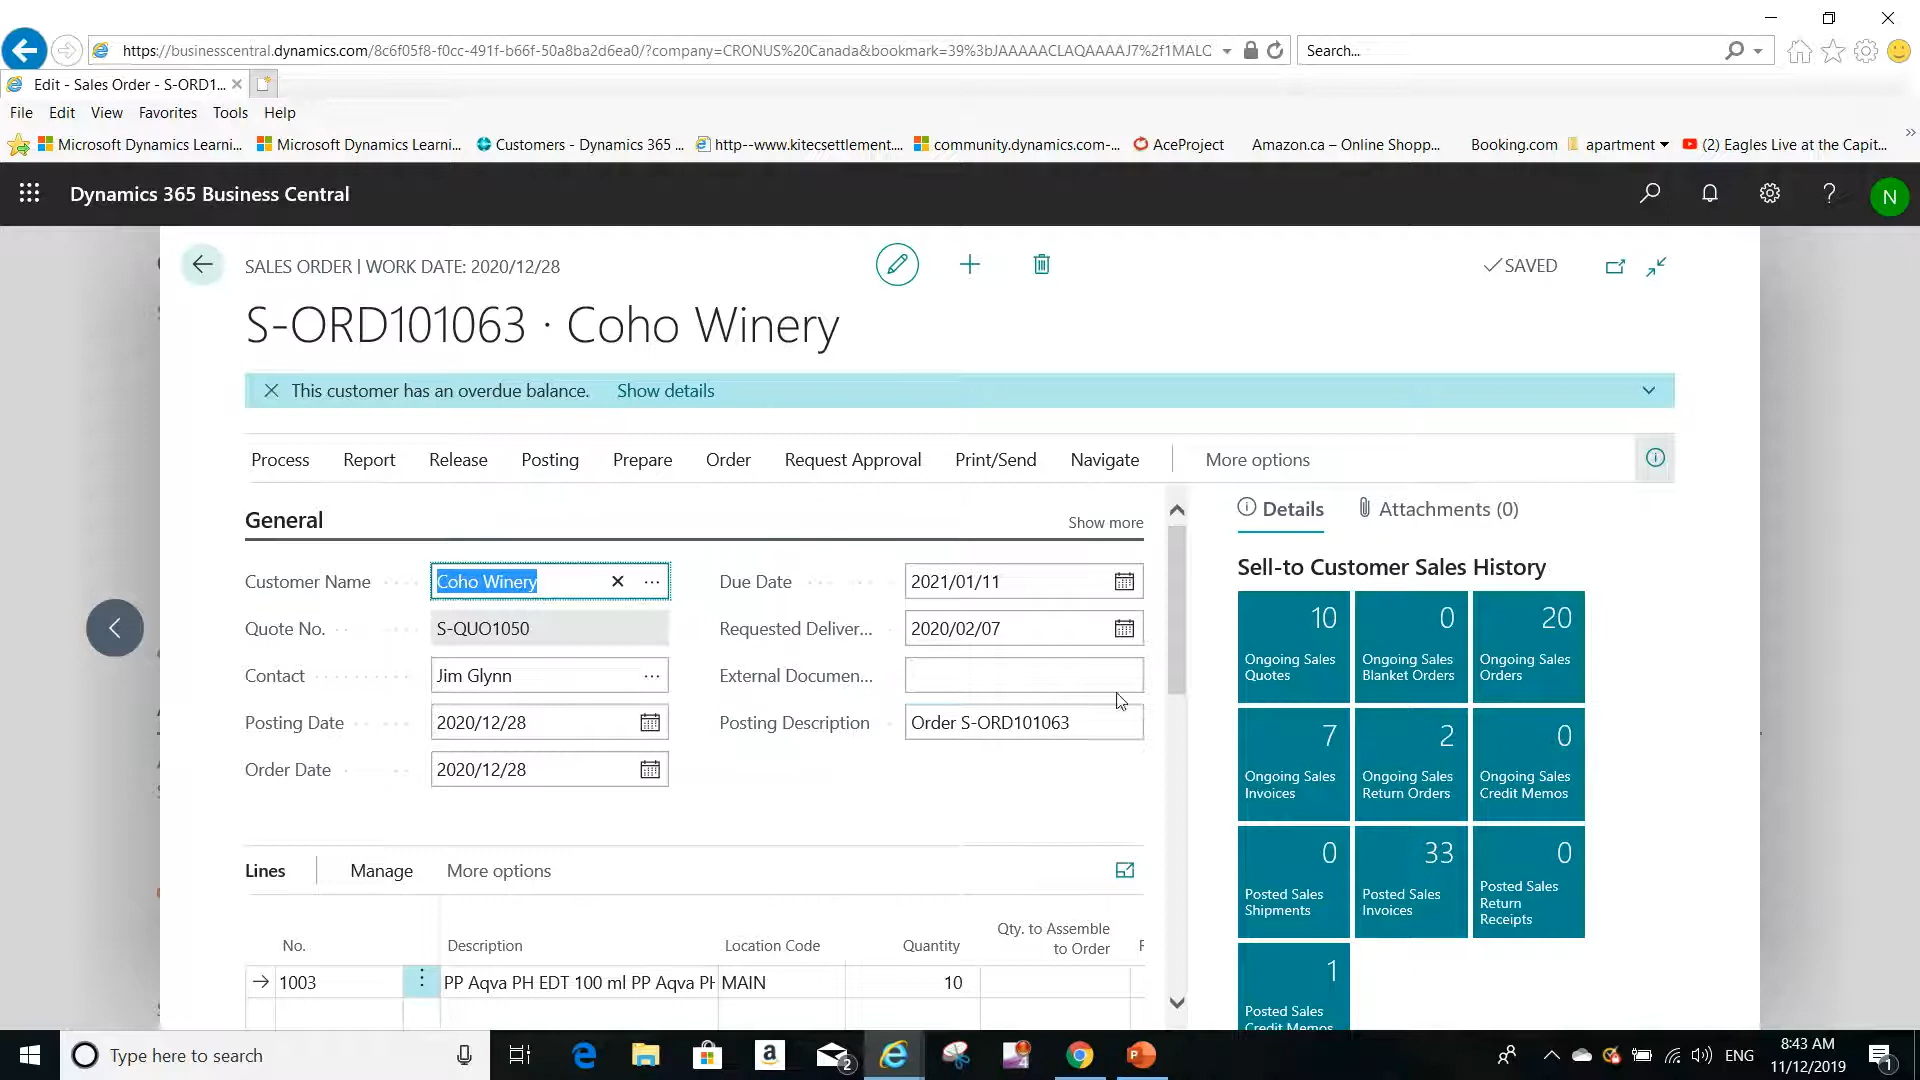 https://businesscentral.dynamics.com/8c6f05f8-f0cc-491f-b66f-50a8ba2d6ea0/?company=CRONUS%20Canada&bookmark=39%3bJAAAAACLAQAAAAJ7%2f1MALC
Search...
Edit - Sales Order - S-ORD1...
File Edit View Favorites Tools Help
Microsoft Dynamics Learni... Microsoft Dynamics Learni... Customers - Dynamics 365 ... http--www.kitecsettlement.... community.dynamics.com-... AceProject Amazon.ca – Online Shopp... Booking.com apartment (2) Eagles Live at the Capit...
Dynamics 365 Business Central
N
SALES ORDER | WORK DATE: 2020/12/28
SAVED
S-ORD101063 · Coho Winery
This customer has an overdue balance. Show details
Process Report Release Posting Prepare Order Request Approval Print/Send Navigate More options
General
Show more
Customer Name Coho Winery
Quote No. S-QUO1050
Contact Jim Glynn
Posting Date 2020/12/28
Order Date 2020/12/28
Due Date 2021/01/11
Requested Deliver... 2020/02/07
External Documen...
Posting Description Order S-ORD101063
Details Attachments (0)
Sell-to Customer Sales History
10
Ongoing Sales
Quotes
0
Ongoing Sales
Blanket Orders
20
Ongoing Sales
Orders
7
Ongoing Sales
Invoices
2
Ongoing Sales
Return Orders
0
Ongoing Sales
Credit Memos
0
Posted Sales
Shipments
33
Posted Sales
Invoices
0
Posted Sales
Return
Receipts
1
Posted Sales
Credit Memos
Lines Manage More options
No. Description Location Code Quantity Qty. to Assemble
to Order
1003 PP Aqva PH EDT 100 ml PP Aqva PH MAIN 10
Type here to search
2
4
ENG
8:43 AM
11/12/2019
1